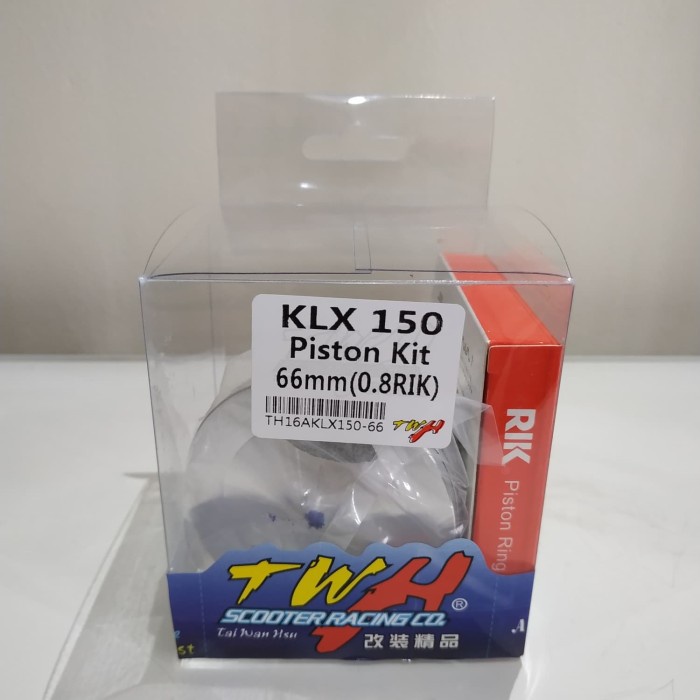 KLX 150
Piston Kit
66mm(0.8RIK)
TH16AKLX150-66 TWH
RIK Piston Ring
TWH®
SCOOTER RACING CO.
Tai Wan Hsu
改裝精品